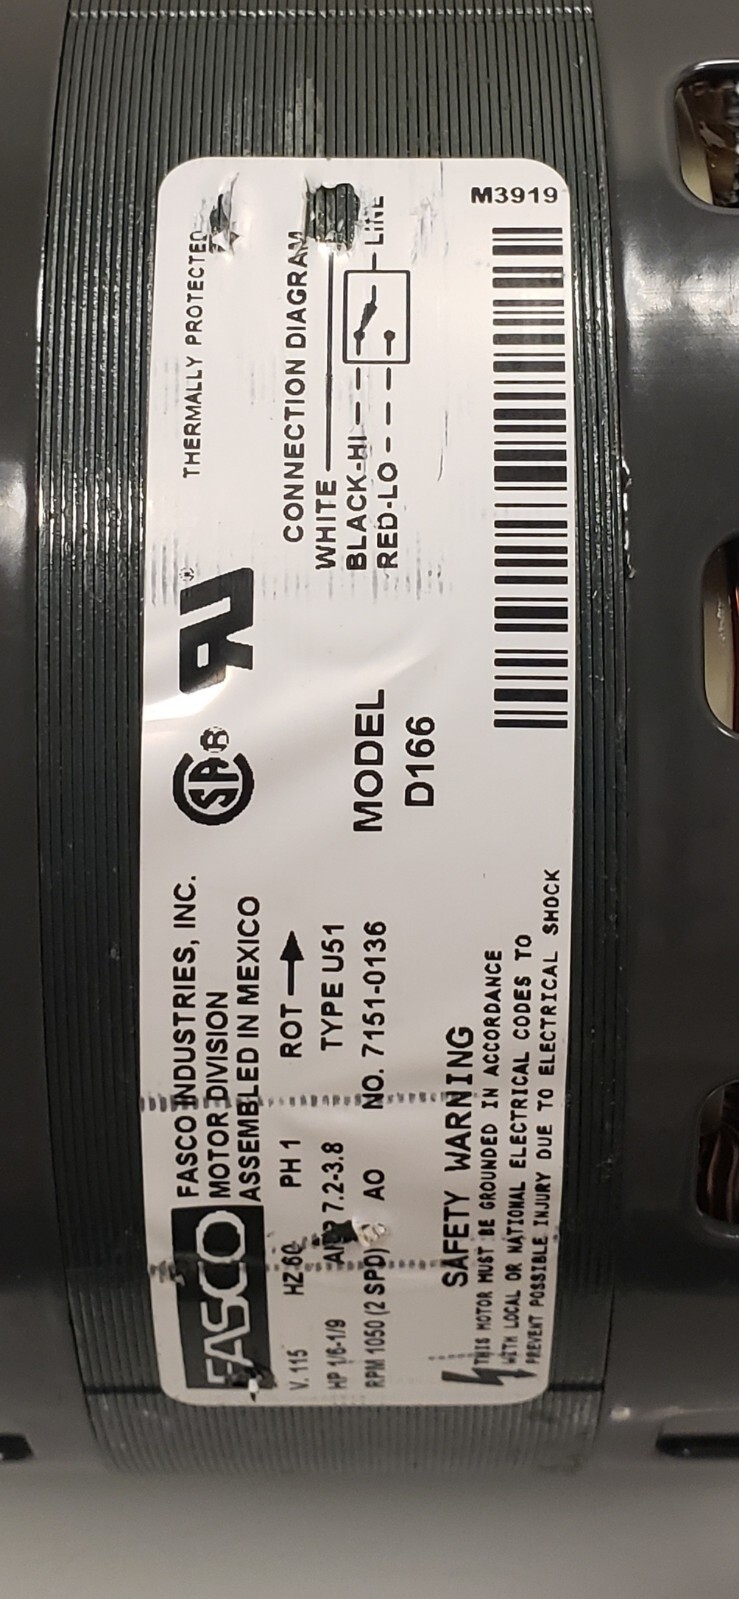 FASCO
FASCO INDUSTRIES, INC.
MOTOR DIVISION
ASSEMBLED IN MEXICO
V. 115 HZ 60 PH 1 ROT
HP 1/6-1/9 AMP 7.2-3.8 TYPE U51
RPM 1050 (2 SPD) AO NO. 7151-0136
SAFETY WARNING
THIS MOTOR MUST BE GROUNDED IN ACCORDANCE
WITH LOCAL OR NATIONAL ELECTRICAL CODES TO
PREVENT POSSIBLE INJURY DUE TO ELECTRICAL SHOCK
SA
MODEL
D166
THERMALLY PROTECTED
CONNECTION DIAGRAM
WHITE
BLACK-HI
RED-LO
LINE
M3919